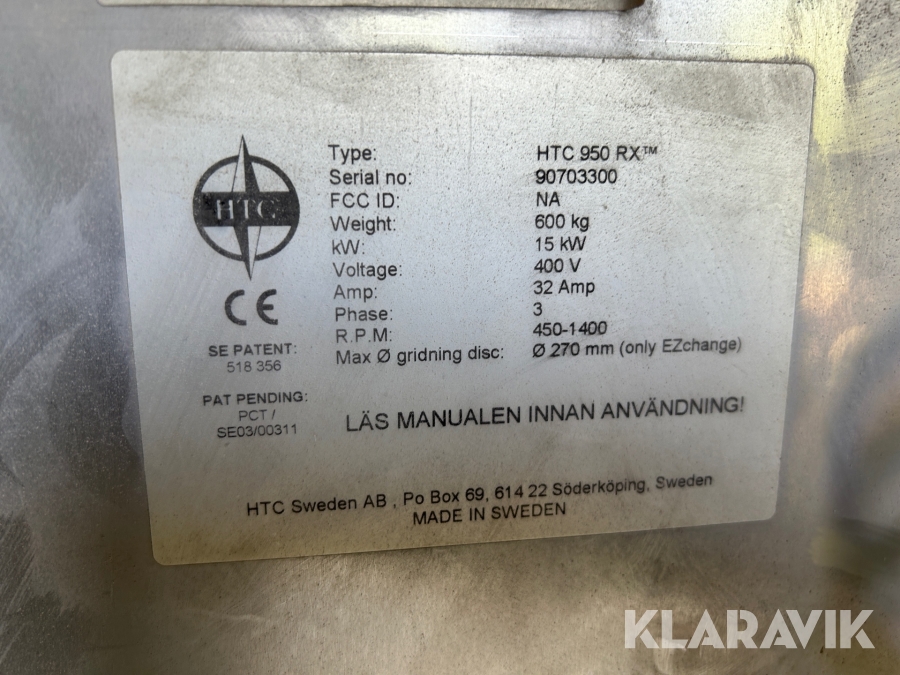 HTC
Type: HTC 950 RX™
Serial no: 90703300
FCC ID: NA
Weight: 600 kg
kW: 15 kW
Voltage: 400 V
Amp: 32 Amp
Phase: 3
R.P.M: 450-1400
Max Ø gridning disc: Ø 270 mm (only EZchange)
CE
SE PATENT:
518 356
PAT PENDING:
PCT /
SE03/00311
LÄS MANUALEN INNAN ANVÄNDNING!
HTC Sweden AB , Po Box 69, 614 22 Söderköping, Sweden
MADE IN SWEDEN
KLARAVIK